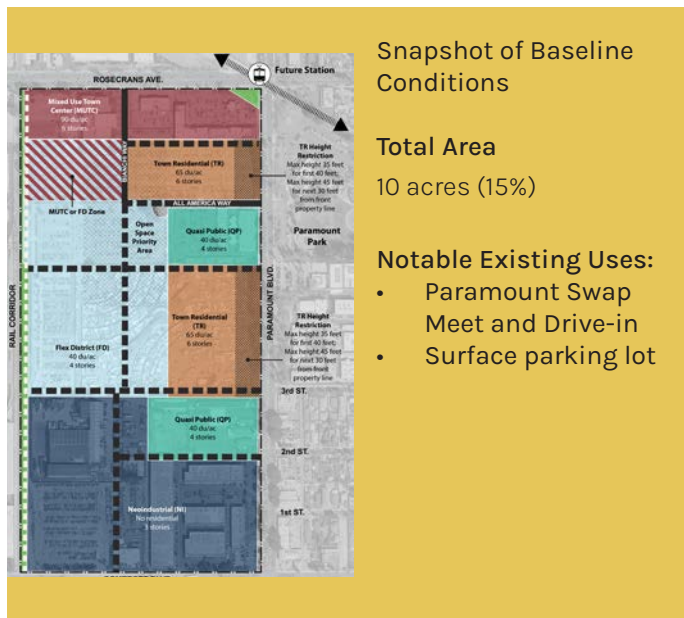 Future Station
ROSECRANS AVE.
Mixed Use Town
Center (MUTC)
90 du/ac
6 stories
Town Residential (TR)
65 du/ac
6 stories
TR Height
Restriction
Max height 35 feet
for first 40 feet;
Max height 45 feet
for next 30 feet
from front
property line
MUTC or FD Zone
ALL AMERICA WAY
Open
Space
Priority
Area
Quasi Public (QP)
40 du/ac
4 stories
Paramount
Park
RAIL CORRIDOR
PARAMOUNT BLVD.
Town Residential
(TR)
65 du/ac
6 stories
TR Height
Restriction
Max height 35 feet
for first 40 feet;
Max height 45 feet
for next 30 feet
from front
property line
Flex District (FD)
40 du/ac
4 stories
3rd ST.
Quasi Public (QP)
40 du/ac
4 stories
2nd ST.
Neoindustrial (NI)
No residential
3 stories
1st ST.
Snapshot of Baseline
Conditions
Total Area
10 acres (15%)
Notable Existing Uses:
• Paramount Swap
Meet and Drive-in
• Surface parking lot